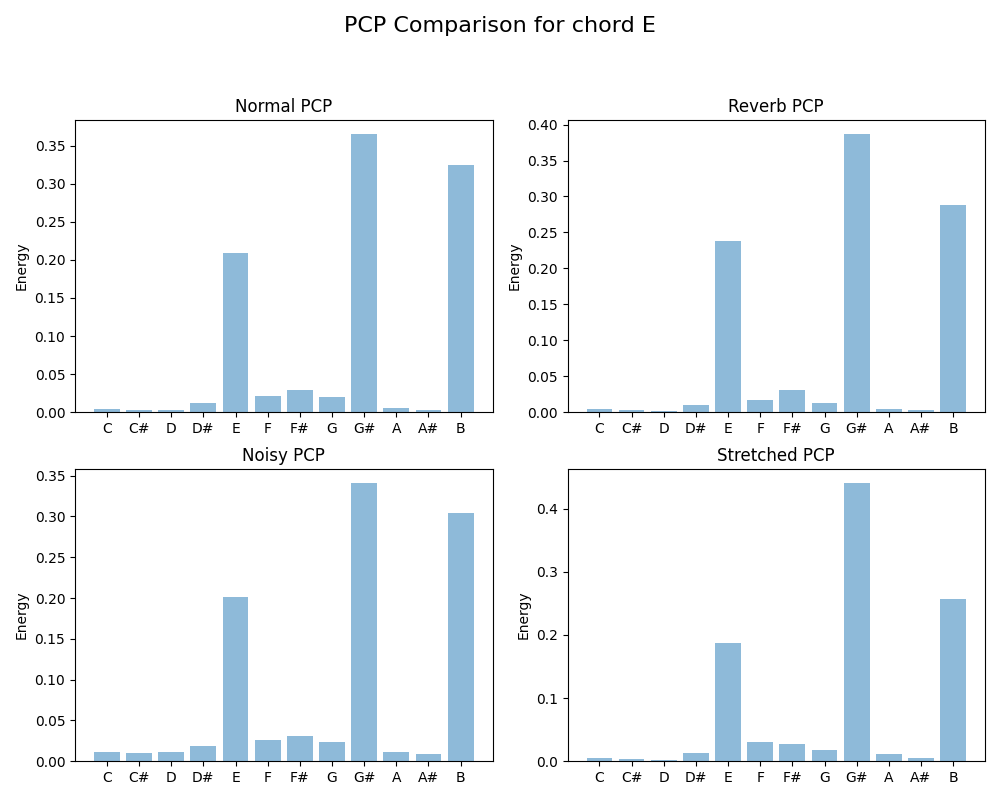 PCP Comparison for chord E
Normal PCP
Energy
0.35
0.30
0.25
0.20
0.15
0.10
0.05
0.00
C C# D D# E F F# G G# A A# B
Reverb PCP
Energy
0.40
0.35
0.30
0.25
0.20
0.15
0.10
0.05
0.00
C C# D D# E F F# G G# A A# B
Noisy PCP
Energy
0.35
0.30
0.25
0.20
0.15
0.10
0.05
0.00
C C# D D# E F F# G G# A A# B
Stretched PCP
Energy
0.4
0.3
0.2
0.1
0.0
C C# D D# E F F# G G# A A# B